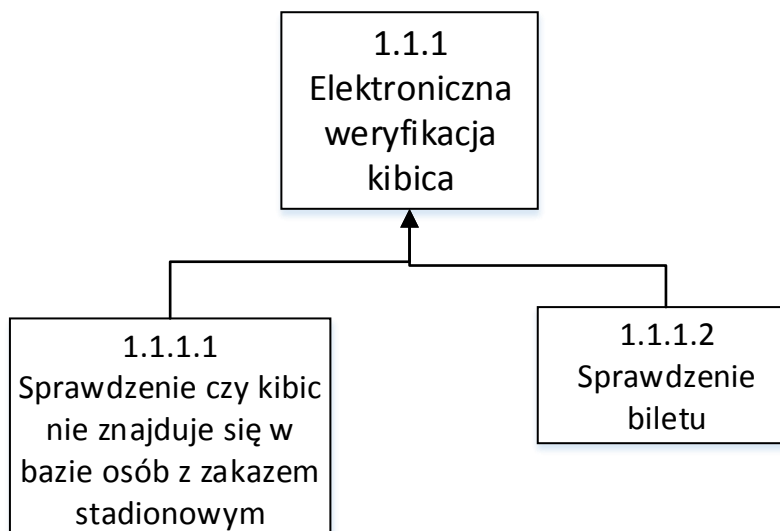 1.1.1
Elektroniczna
weryfikacja
kibica
1.1.1.1
Sprawdzenie czy kibic
nie znajduje się w
bazie osób z zakazem
stadionowym
1.1.1.2
Sprawdzenie
biletu